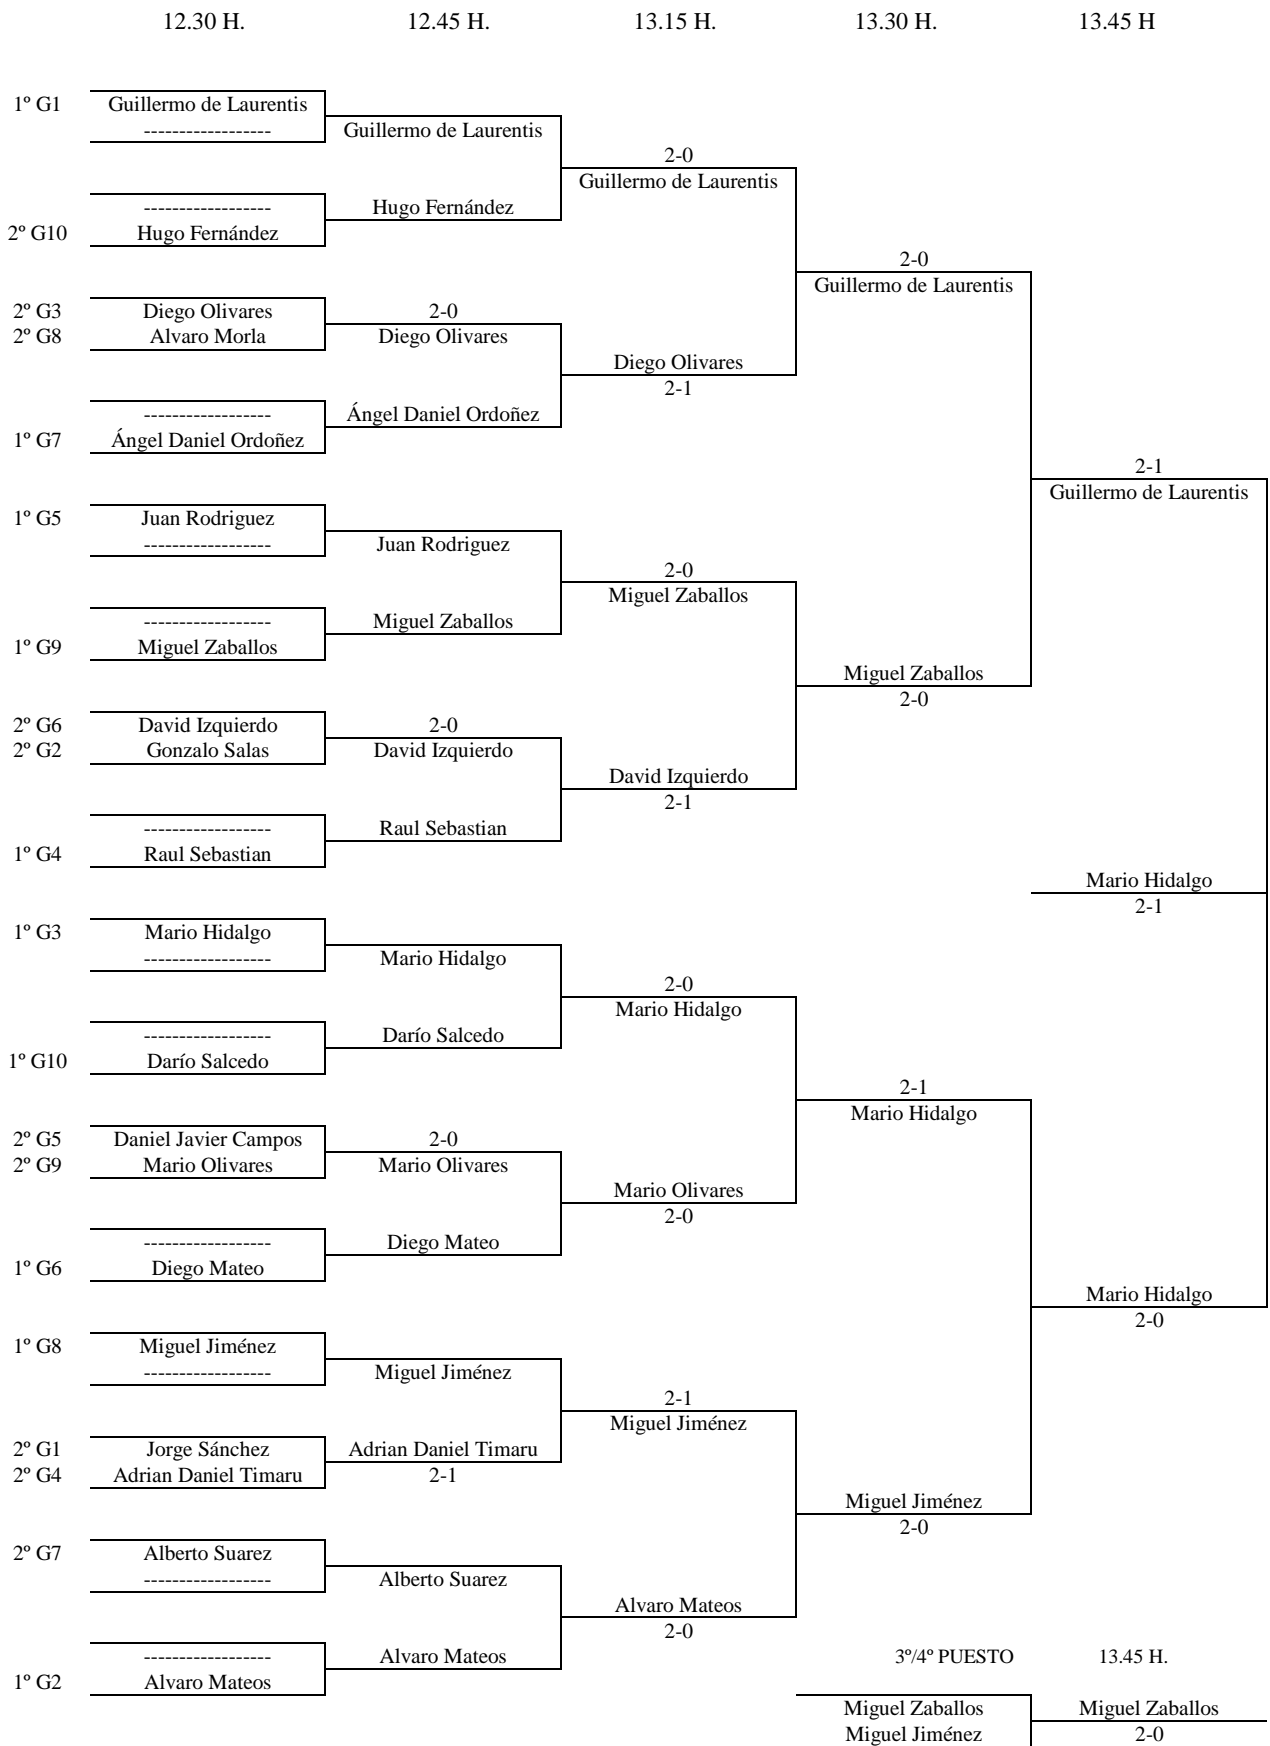 12.30 H. 12.45 H. 13.15 H. 13.30 H. 13.45 H
1º G1 Guillermo de Laurentis
------------------ Guillermo de Laurentis
2-0
Guillermo de Laurentis
------------------ Hugo Fernández
2º G10 Hugo Fernández
2-0
Guillermo de Laurentis
2º G3 Diego Olivares 2-0
2º G8 Alvaro Morla Diego Olivares
Diego Olivares
2-1
------------------ Ángel Daniel Ordoñez
1º G7 Ángel Daniel Ordoñez
2-1
Guillermo de Laurentis
1º G5 Juan Rodriguez
------------------ Juan Rodriguez
2-0
Miguel Zaballos
------------------ Miguel Zaballos
1º G9 Miguel Zaballos
Miguel Zaballos
2-0
2º G6 David Izquierdo 2-0
2º G2 Gonzalo Salas David Izquierdo
David Izquierdo
2-1
------------------ Raul Sebastian
1º G4 Raul Sebastian
Mario Hidalgo
2-1
1º G3 Mario Hidalgo
------------------ Mario Hidalgo
2-0
Mario Hidalgo
------------------ Darío Salcedo
1º G10 Darío Salcedo
2-1
Mario Hidalgo
2º G5 Daniel Javier Campos 2-0
2º G9 Mario Olivares Mario Olivares
Mario Olivares
2-0
------------------ Diego Mateo
1º G6 Diego Mateo
Mario Hidalgo
2-0
1º G8 Miguel Jiménez
------------------ Miguel Jiménez
2-1
Miguel Jiménez
2º G1 Jorge Sánchez Adrian Daniel Timaru
2º G4 Adrian Daniel Timaru 2-1
Miguel Jiménez
2-0
2º G7 Alberto Suarez
------------------ Alberto Suarez
Alvaro Mateos
2-0
------------------ Alvaro Mateos 3º/4º PUESTO 13.45 H.
1º G2 Alvaro Mateos
Miguel Zaballos Miguel Zaballos
Miguel Jiménez 2-0